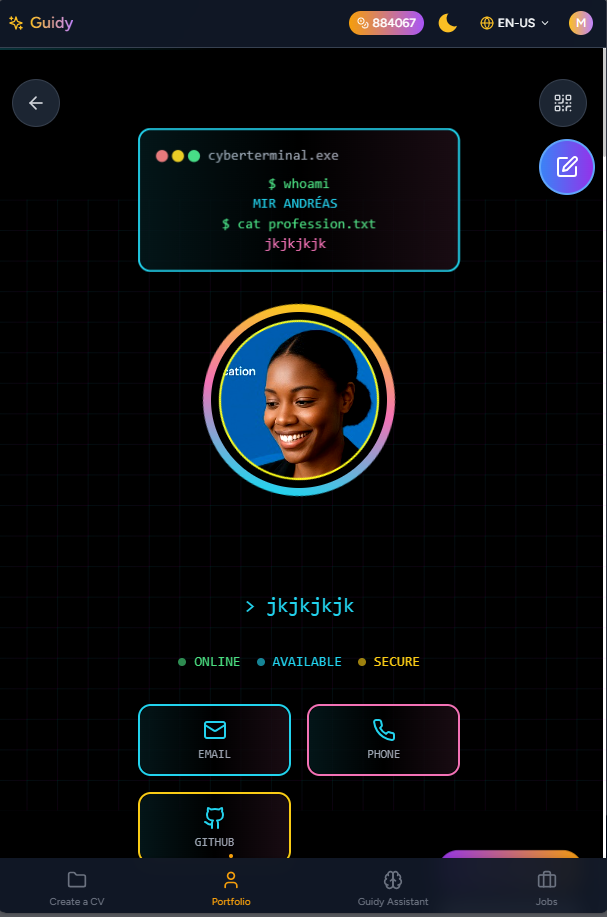 Guidy
884067
EN-US
M
cyberterminal.exe
$ whoami
MIR ANDRÉAS
$ cat profession.txt
jkjkjkjk
cation
> jkjkjkjk
ONLINE
AVAILABLE
SECURE
EMAIL
PHONE
GITHUB
Create a CV
Portfolio
Guidy Assistant
Jobs